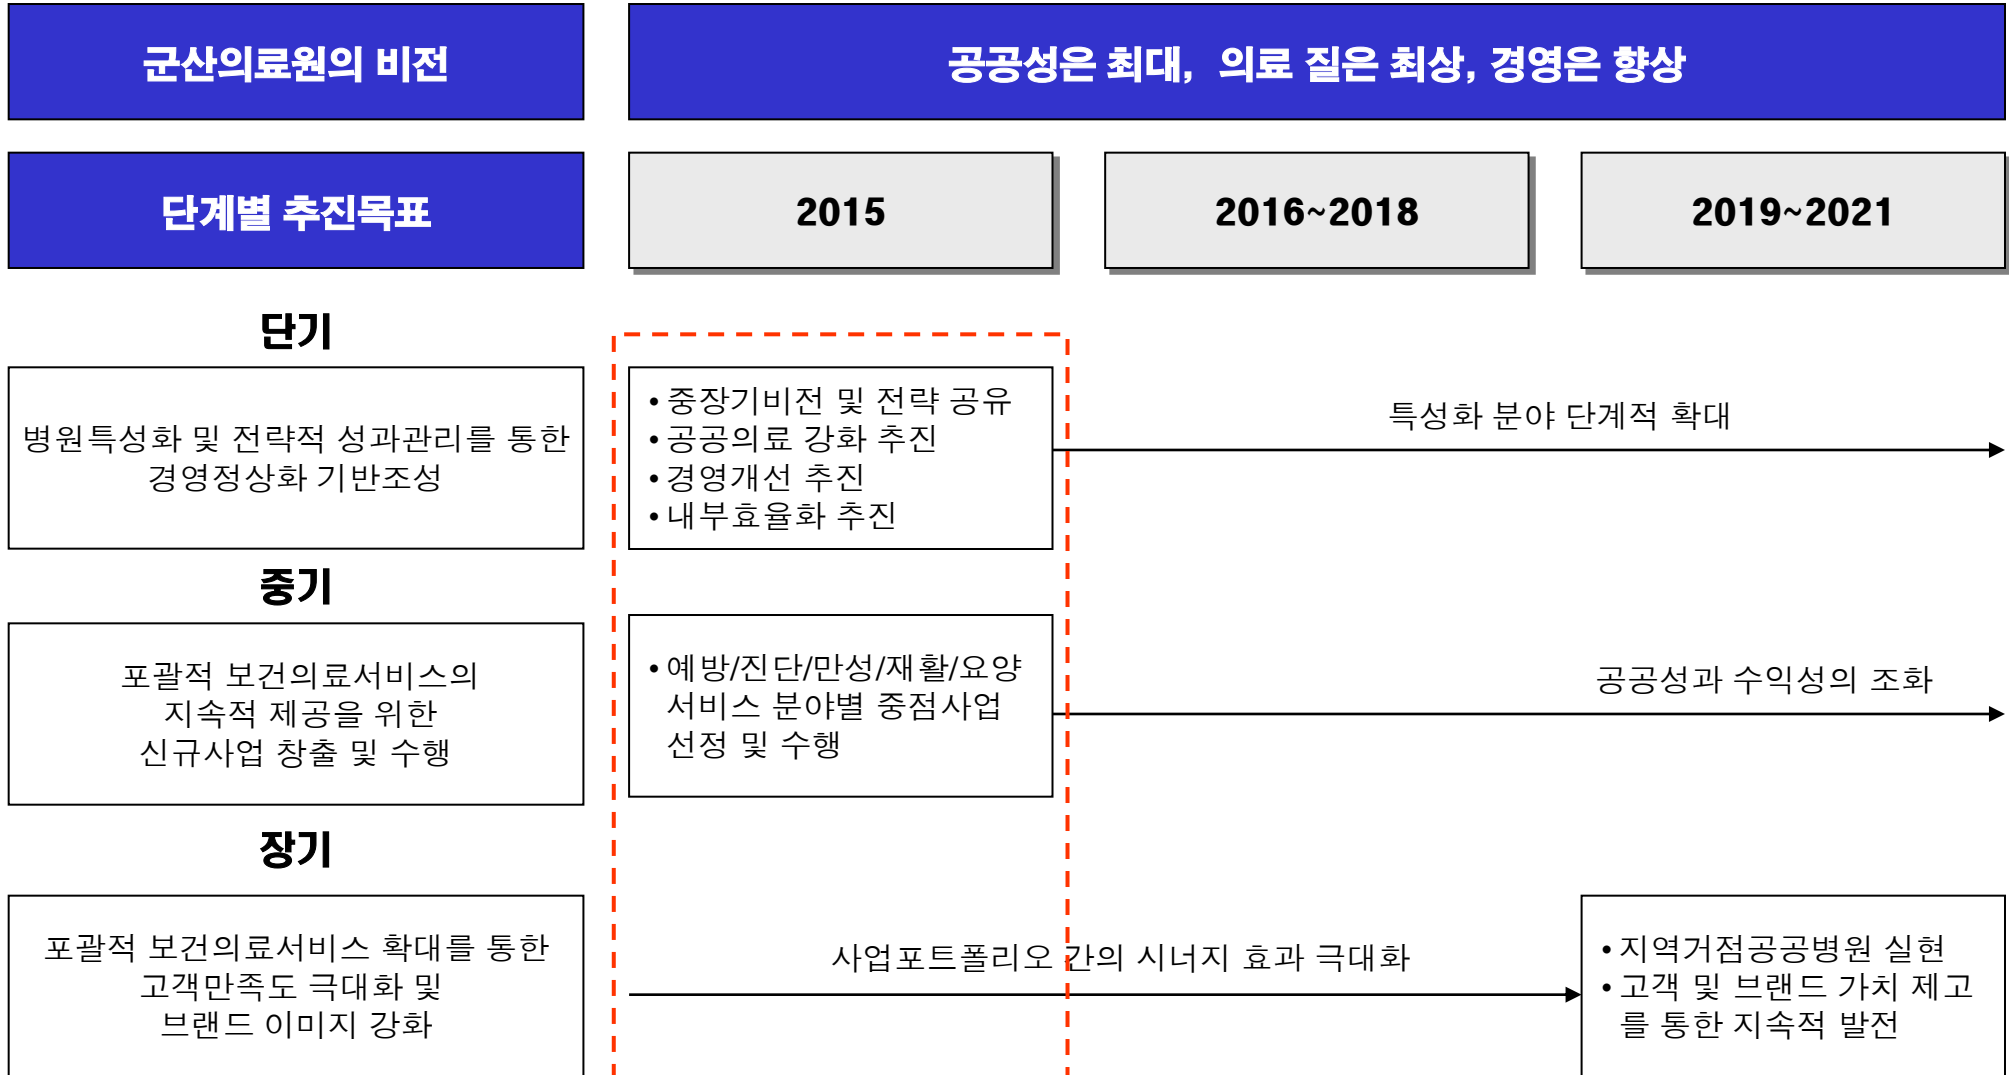 군산의료원의 비전
공공성은 최대, 의료 질은 최상, 경영은 향상
단계별 추진목표
2015
2016~2018
2019~2021
단기
병원특성화 및 전략적 성과관리를 통한
경영정상화 기반조성
• 중장기비전 및 전략 공유
• 공공의료 강화 추진
• 경영개선 추진
• 내부효율화 추진
특성화 분야 단계적 확대
중기
포괄적 보건의료서비스의
지속적 제공을 위한
신규사업 창출 및 수행
• 예방/진단/만성/재활/요양
서비스 분야별 중점사업
선정 및 수행
공공성과 수익성의 조화
장기
포괄적 보건의료서비스 확대를 통한
고객만족도 극대화 및
브랜드 이미지 강화
사업포트폴리오 간의 시너지 효과 극대화
• 지역거점공공병원 실현
• 고객 및 브랜드 가치 제고
를 통한 지속적 발전